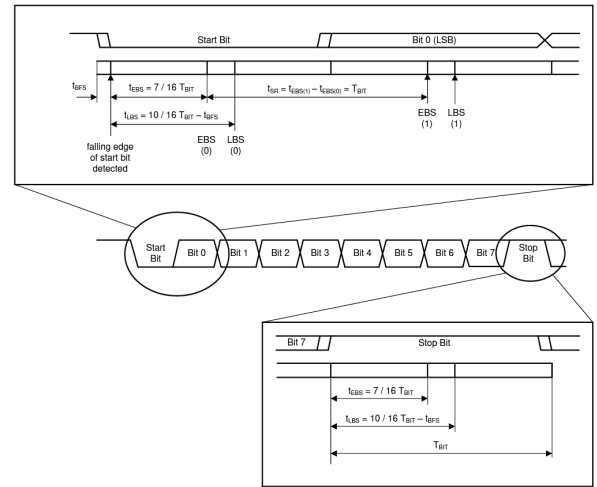 Start Bit
Bit 0 (LSB)
tBFS
tEBS = 7 / 16 TBIT
tSR = tEBS(1) – tEBS(0) = TBIT
tLBS = 10 / 16 TBIT – tBFS
falling edge
of start bit
detected
EBS
(0)
LBS
(0)
EBS
(1)
LBS
(1)
Start
Bit
Bit 0
Bit 1
Bit 2
Bit 3
Bit 4
Bit 5
Bit 6
Bit 7
Stop
Bit
Bit 7
Stop Bit
tEBS = 7 / 16 TBIT
tLBS = 10 / 16 TBIT – tBFS
TBIT